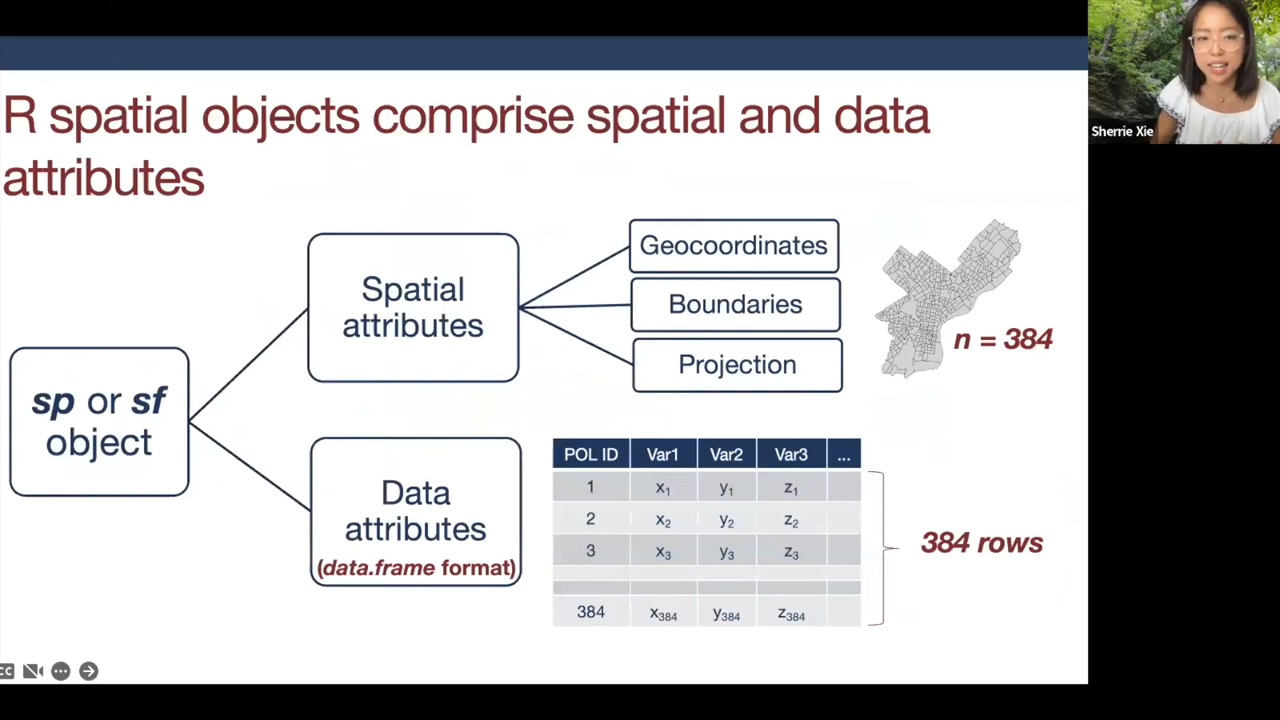 R spatial objects comprise spatial and data
attributes
Sherrie Xie
sp or sf
object
Spatial
attributes
Geocoordinates
Boundaries
Projection
n = 384
Data
attributes
(data.frame format)
POL ID Var1 Var2 Var3 ...
1 x₁ y₁ z₁
2 x₂ y₂ z₂
3 x₃ y₃ z₃
384 x₃₈₄ y₃₈₄ z₃₈₄
384 rows
CC